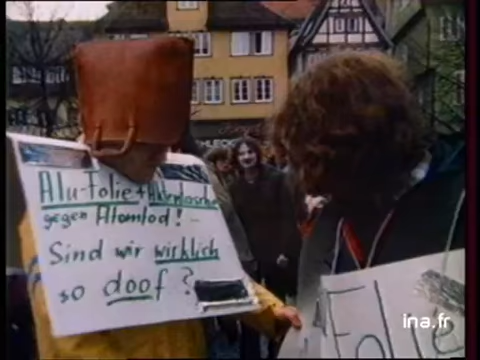 Alu-Folie + Aktentasche
gegen Atomtod! -
Sind wir wirklich
so doof?
Folie
ina.fr